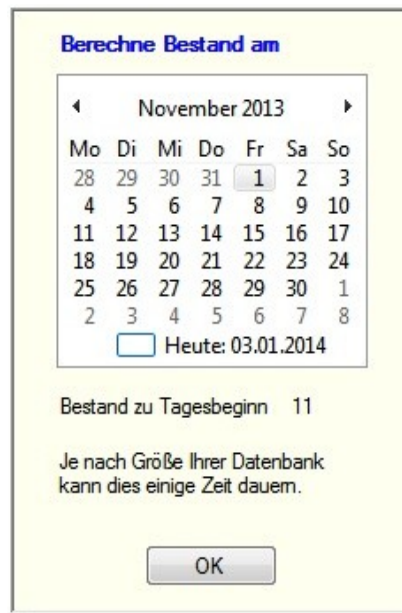 Berechne Bestand am
November 2013
Mo Di Mi Do Fr Sa So
28 29 30 31 1 2 3
4 5 6 7 8 9 10
11 12 13 14 15 16 17
18 19 20 21 22 23 24
25 26 27 28 29 30 1
2 3 4 5 6 7 8
Heute: 03.01.2014
Bestand zu Tagesbeginn 11
Je nach Größe Ihrer Datenbank
kann dies einige Zeit dauern.
OK